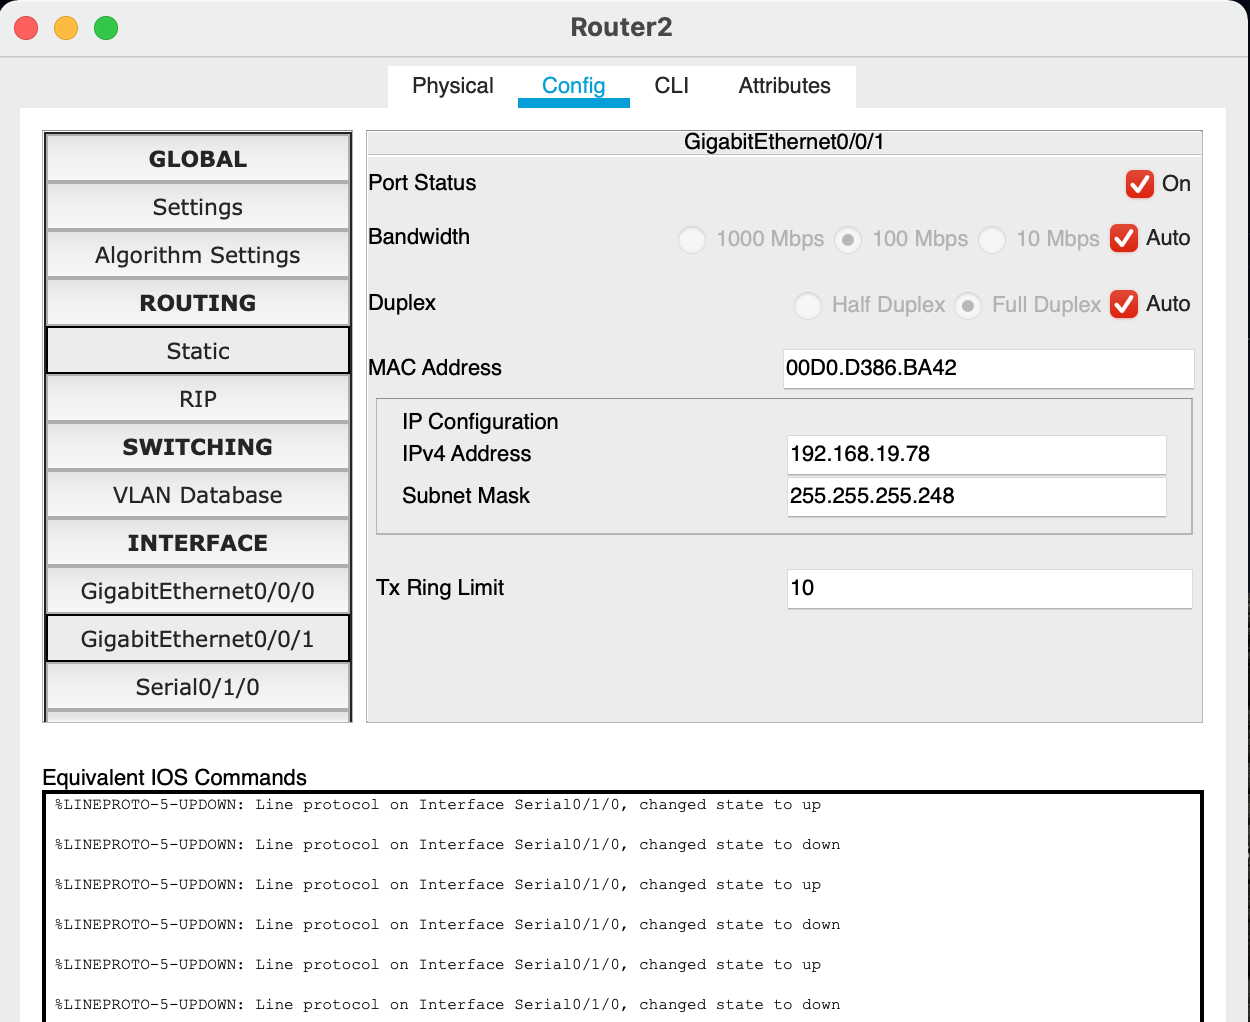 Router2
Physical Config CLI Attributes
GLOBAL
Settings
Algorithm Settings
ROUTING
Static
RIP
SWITCHING
VLAN Database
INTERFACE
GigabitEthernet0/0/0
GigabitEthernet0/0/1
Serial0/1/0
GigabitEthernet0/0/1
Port Status On
Bandwidth 1000 Mbps 100 Mbps 10 Mbps Auto
Duplex Half Duplex Full Duplex Auto
MAC Address 00D0.D386.BA42
IP Configuration
IPv4 Address 192.168.19.78
Subnet Mask 255.255.255.248
Tx Ring Limit 10
Equivalent IOS Commands
%LINEPROTO-5-UPDOWN: Line protocol on Interface Serial0/1/0, changed state to up
%LINEPROTO-5-UPDOWN: Line protocol on Interface Serial0/1/0, changed state to down
%LINEPROTO-5-UPDOWN: Line protocol on Interface Serial0/1/0, changed state to up
%LINEPROTO-5-UPDOWN: Line protocol on Interface Serial0/1/0, changed state to down
%LINEPROTO-5-UPDOWN: Line protocol on Interface Serial0/1/0, changed state to up
%LINEPROTO-5-UPDOWN: Line protocol on Interface Serial0/1/0, changed state to down